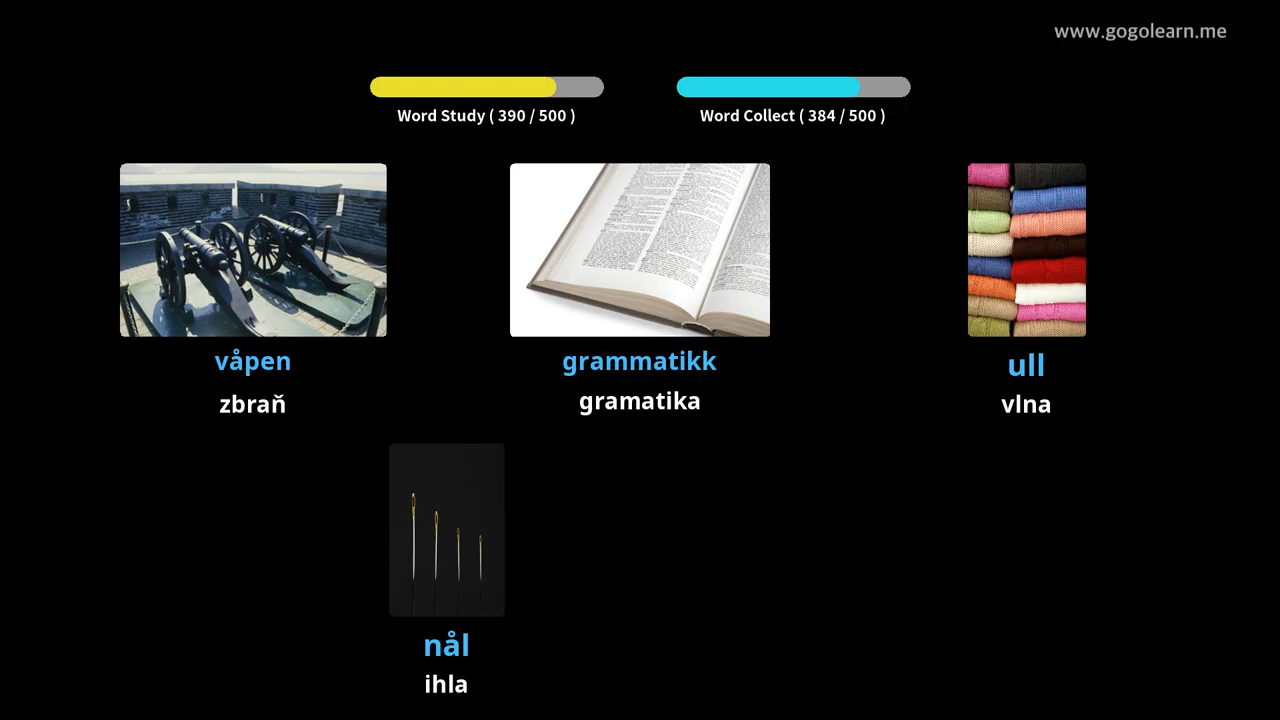 www.gogolearn.me
Word Study ( 390 / 500 )
Word Collect ( 384 / 500 )
våpen
zbraň
grammatikk
gramatika
ull
vlna
nål
ihla